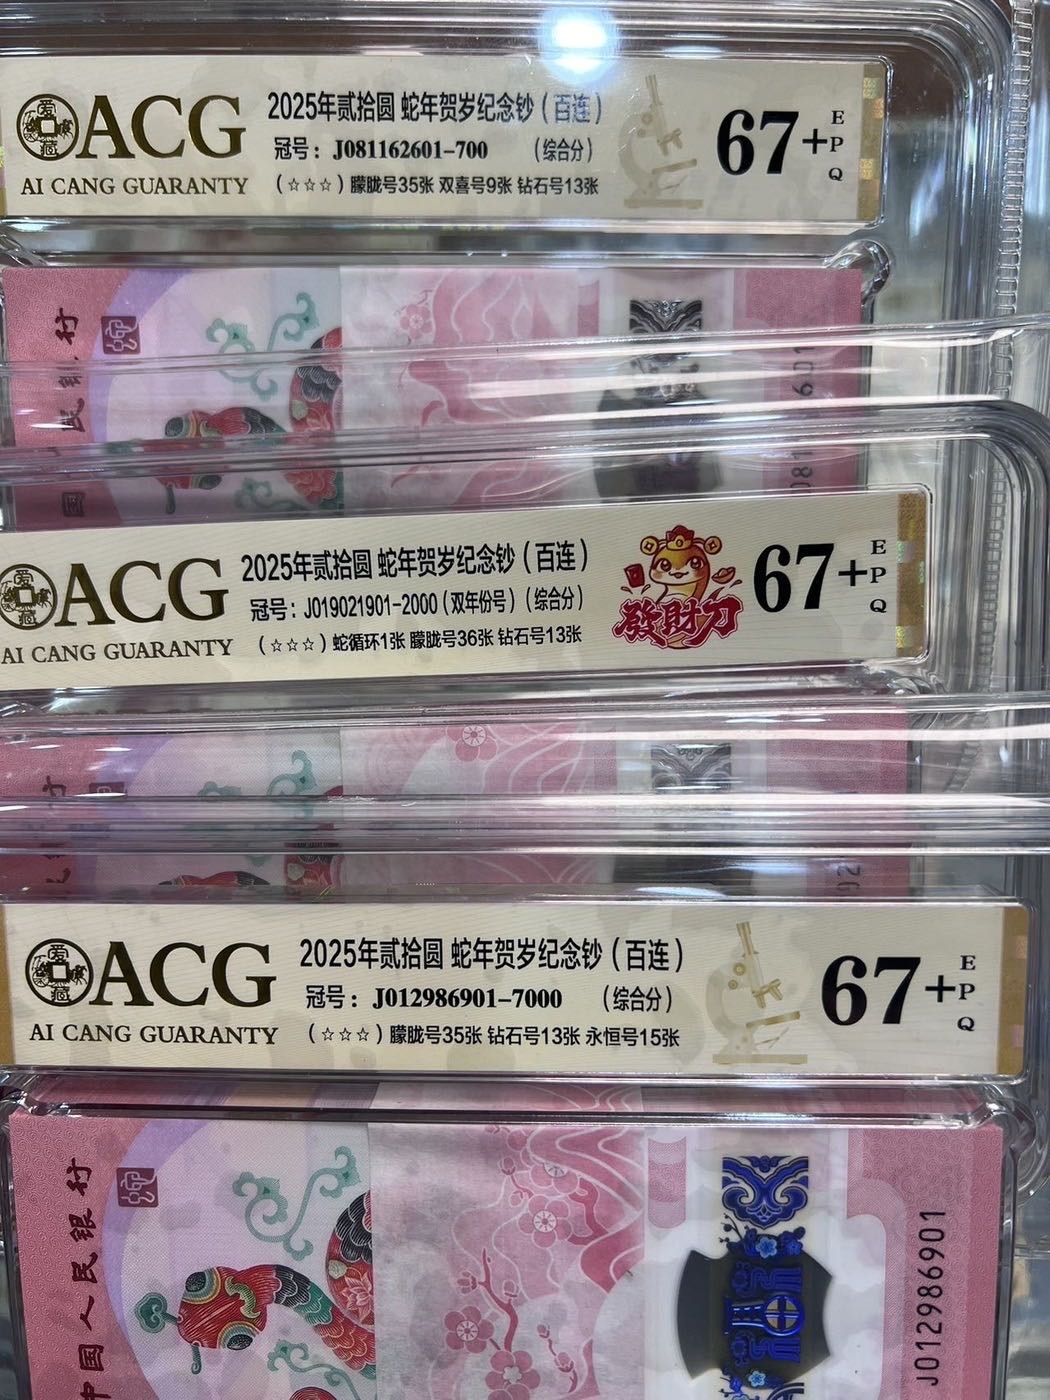 ACG
AI CANG GUARANTY
2025年贰拾圆 蛇年贺岁纪念钞(百连)
冠号: J081162601-700 (综合分)
(☆☆☆)朦胧号35张 双喜号9张 钻石号13张
67+
EPQ
民银行
国
ACG
AI CANG GUARANTY
2025年贰拾圆 蛇年贺岁纪念钞(百连)
冠号: J019021901-2000(双年份号)(综合分)
(☆☆☆)蛇循环1张 朦胧号36张 钻石号13张
發財
67+
EPQ
ACG
AI CANG GUARANTY
2025年贰拾圆 蛇年贺岁纪念钞(百连)
冠号: J012986901-7000 (综合分)
(☆☆☆)朦胧号35张 钻石号13张 永恒号15张
67+
EPQ
中国人民银行
J012986901